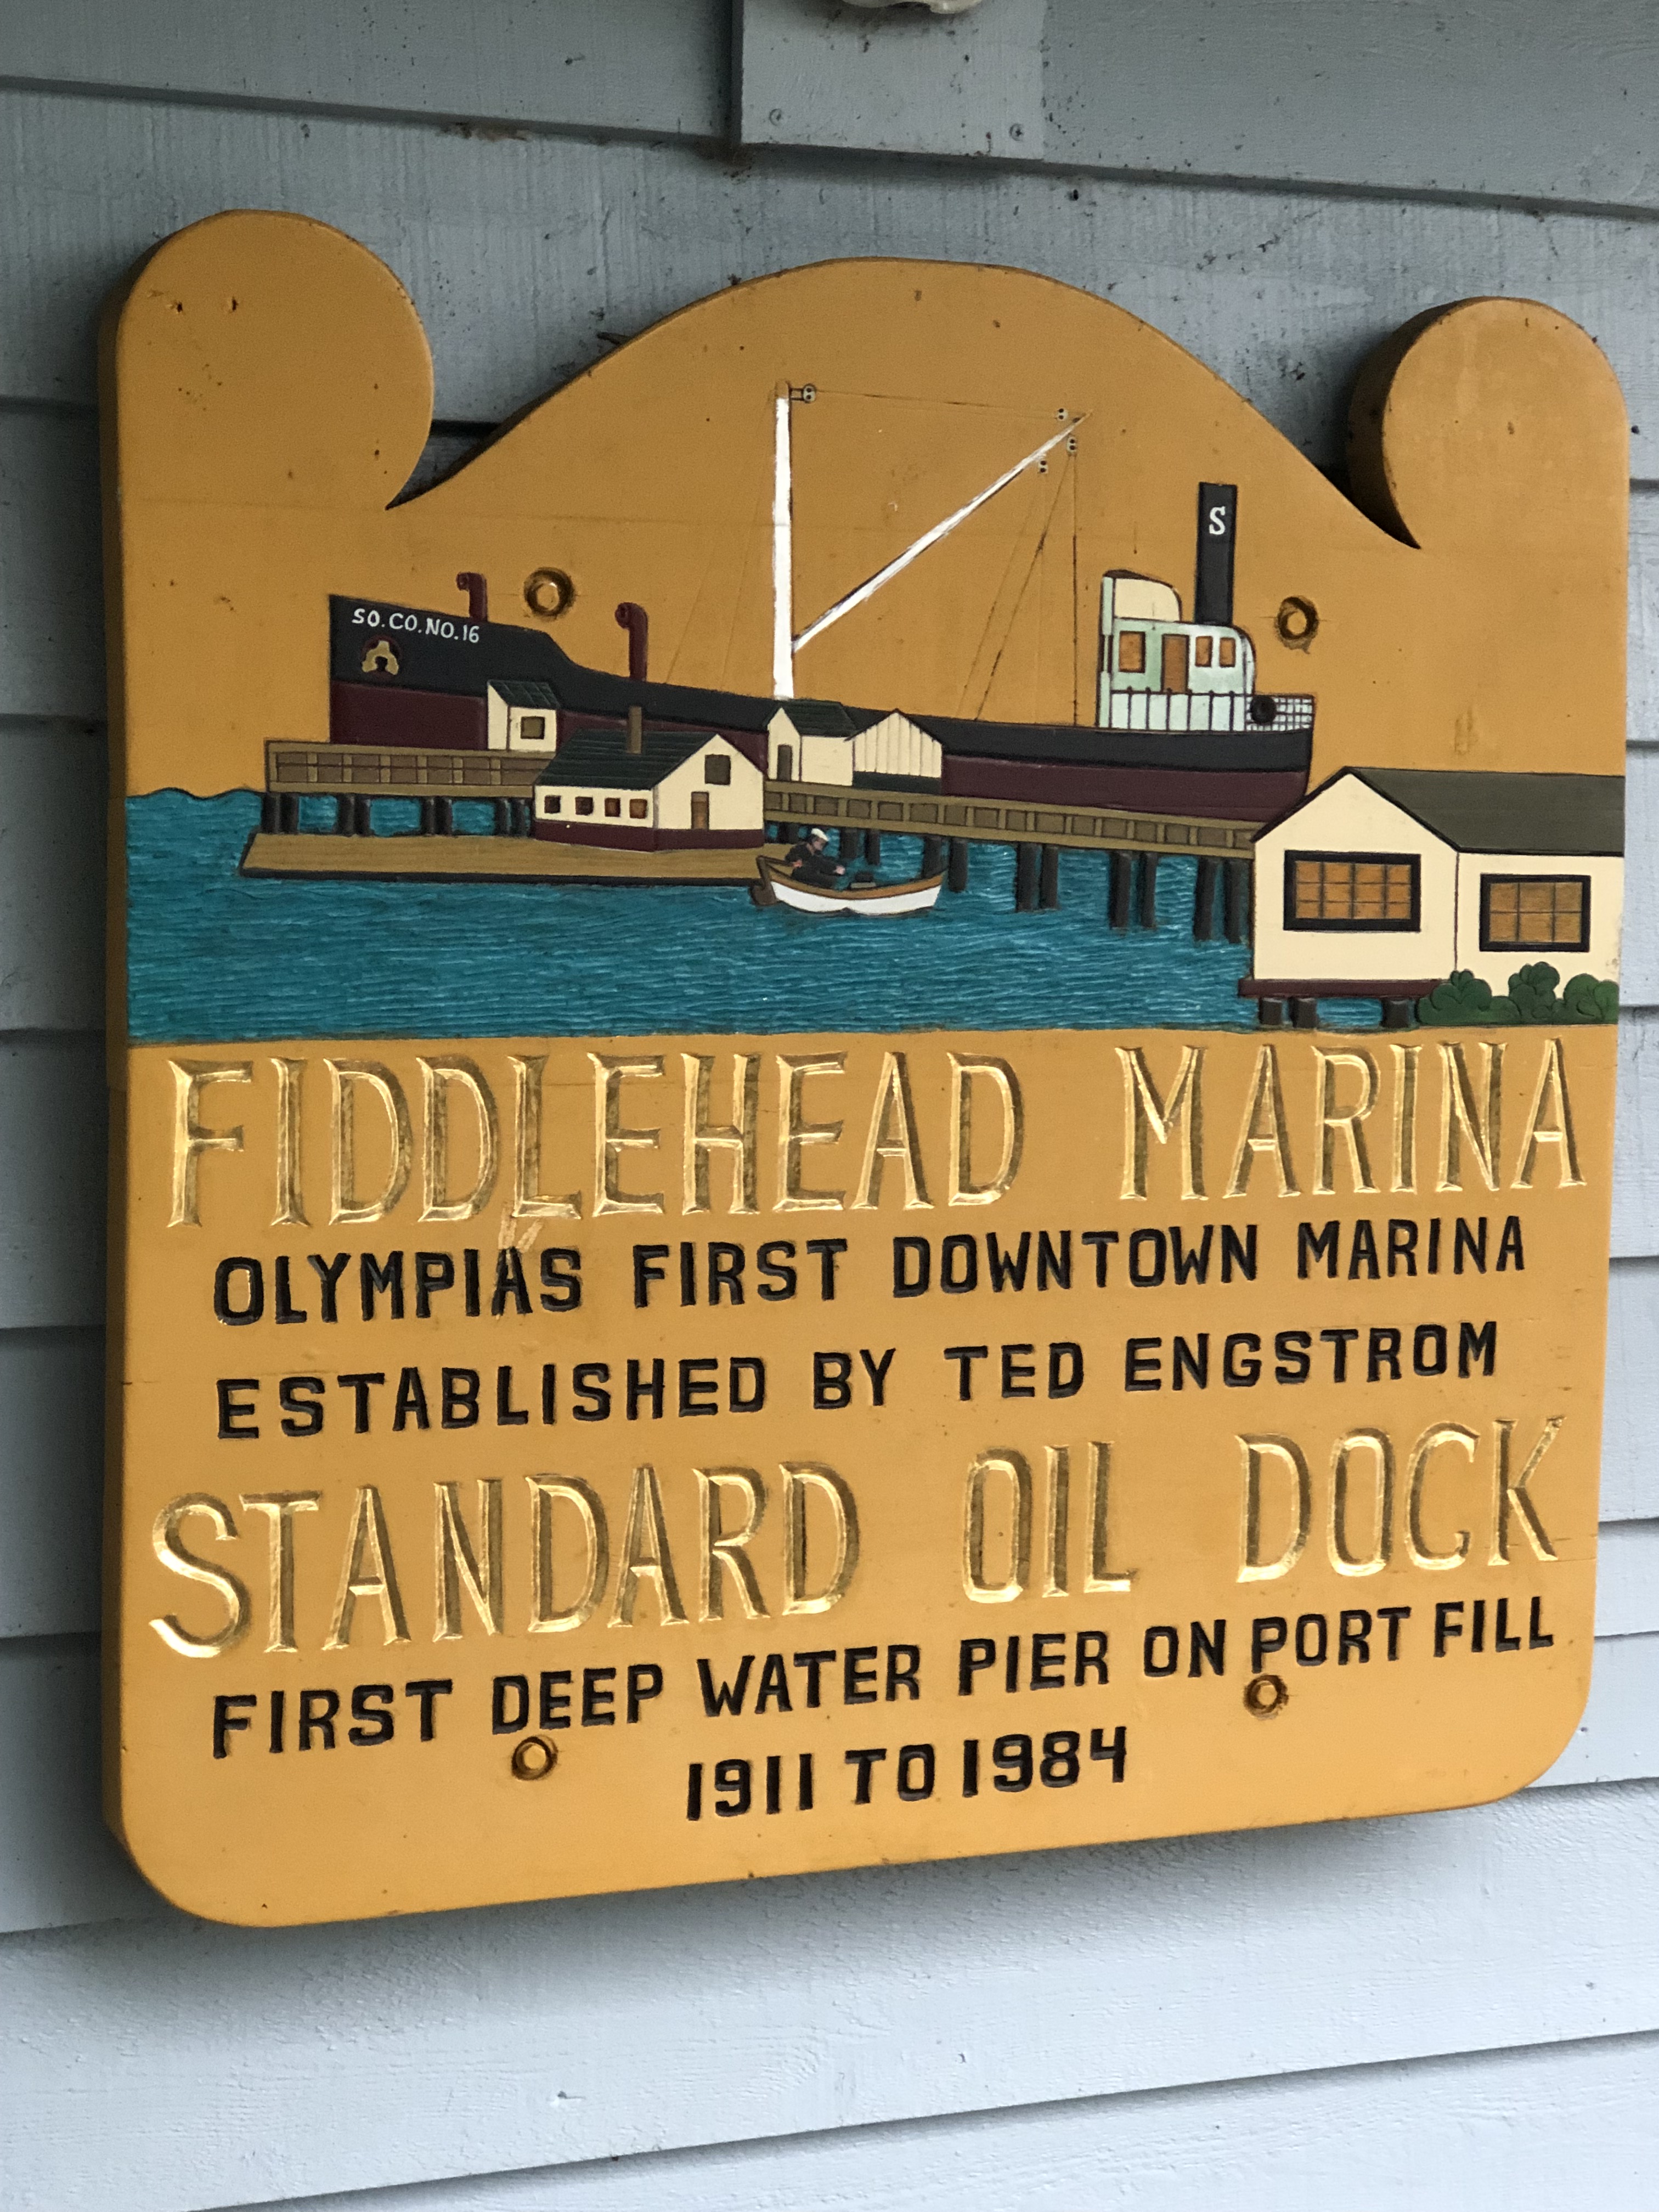 S
SO.CO.NO.16
FIDDLEHEAD MARINA
OLYMPIAS FIRST DOWNTOWN MARINA
ESTABLISHED BY TED ENGSTROM
STANDARD OIL DOCK
FIRST DEEP WATER PIER ON PORT FILL
1911 TO 1984